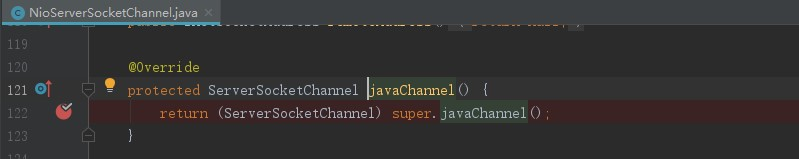 NioServerSocketChannel.java ×
119
120 @Override
121 protected ServerSocketChannel javaChannel() {
122 return (ServerSocketChannel) super.javaChannel();
123 }